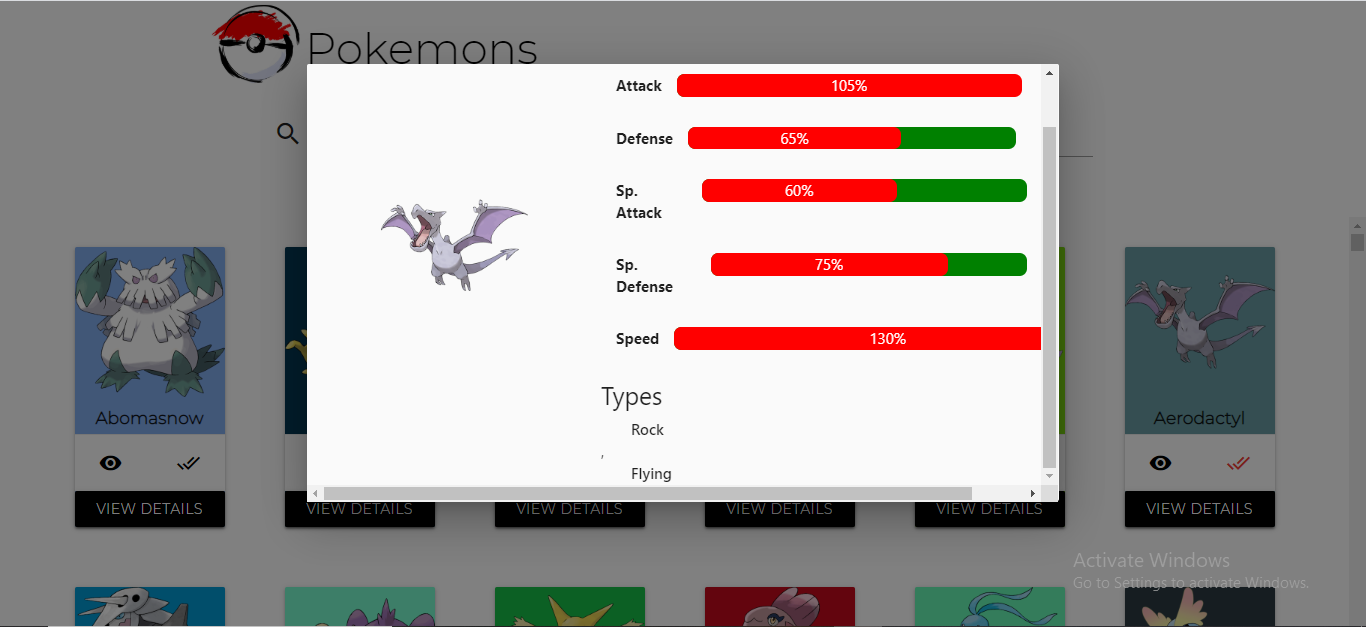 Pokemons
Attack 105%
Defense 65%
Sp. Attack 60%
Sp. Defense 75%
Speed 130%
Types
Rock
,
Flying
Abomasnow
Aerodactyl
VIEW DETAILS VIEW DETAILS VIEW DETAILS VIEW DETAILS VIEW DETAILS VIEW DETAILS
Activate Windows
Go to Settings to activate Windows.